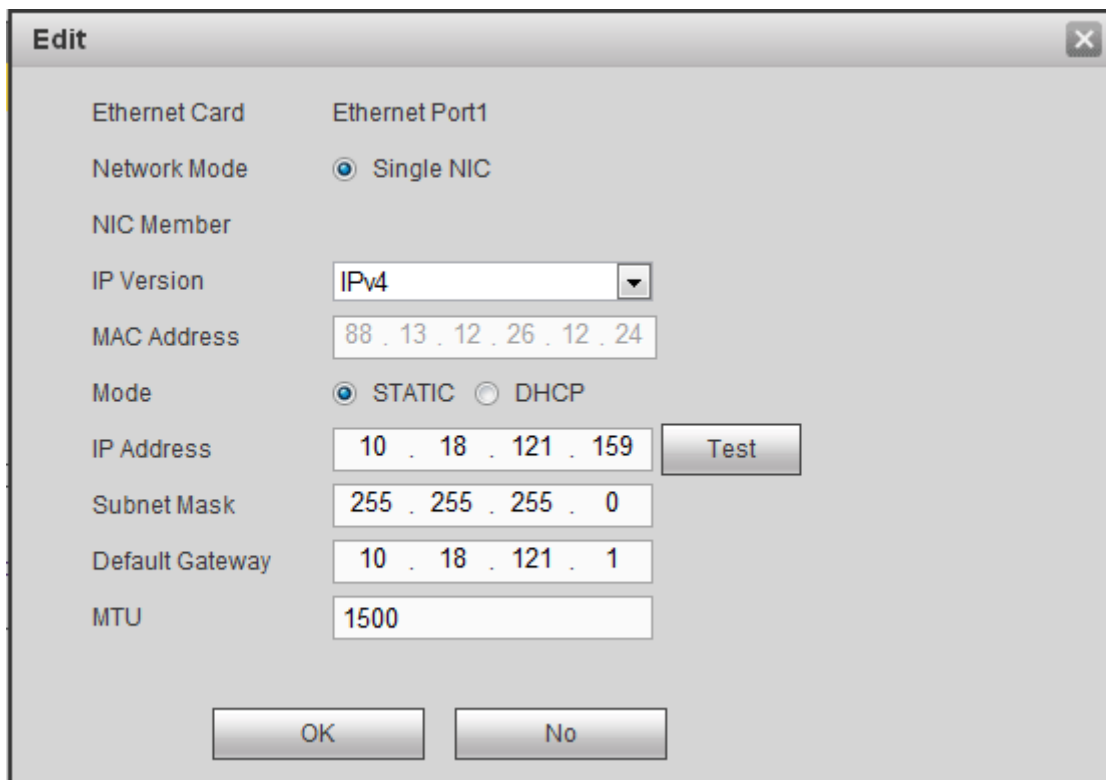 Edit
Ethernet Card Ethernet Port1
Network Mode Single NIC
NIC Member
IP Version IPv4
MAC Address 88 . 13 . 12 . 26 . 12 . 24
Mode STATIC DHCP
IP Address 10 . 18 . 121 . 159 Test
Subnet Mask 255 . 255 . 255 . 0
Default Gateway 10 . 18 . 121 . 1
MTU 1500
OK No